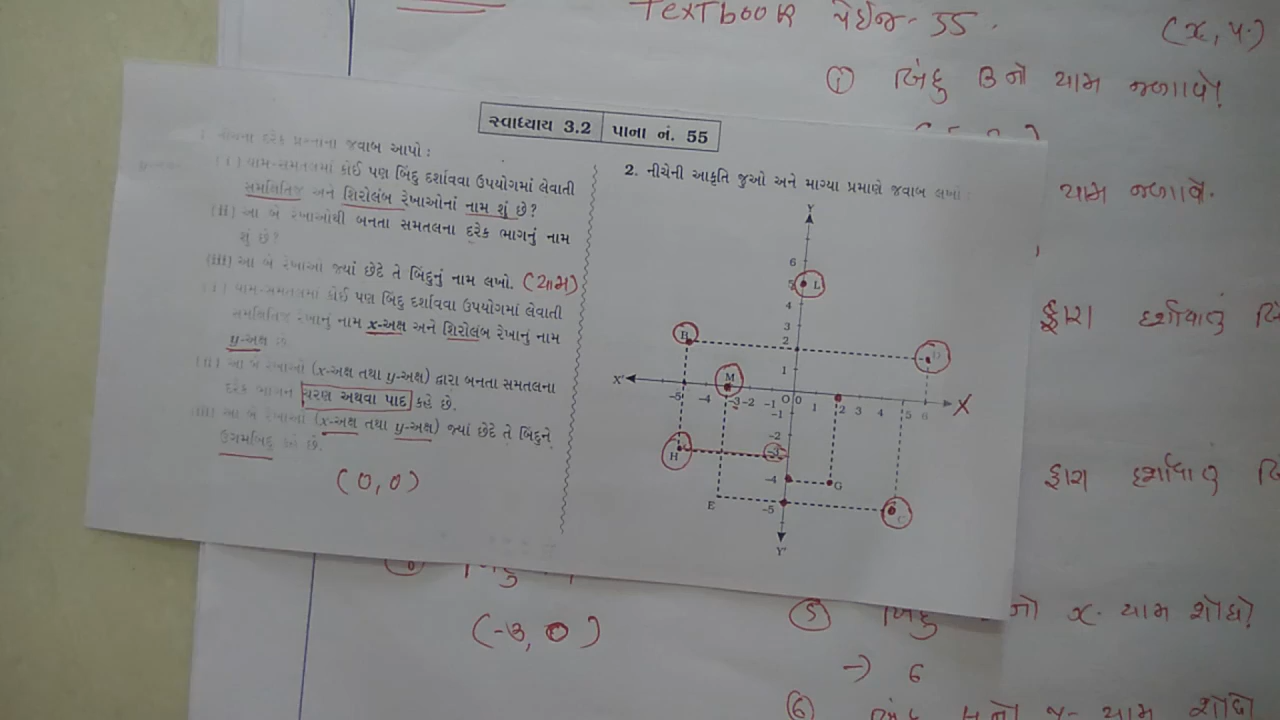 TextBook પેઈજ- 55.
(x, y)
① બિંદુ B નો યામ જણાવો!
યામ જણાવે.
દ્વારા દર્શાવાતું
દ્વારા દર્શાવાતું
સ્વાધ્યાય 3.2 પાના નં. 55
નીચેના દરેક પ્રશ્નના જવાબ આપો :
(I) યામ-સમતલમાં કોઈ પણ બિંદુ દર્શાવવા ઉપયોગમાં લેવાતી
સમક્ષિતિજ અને શિરોલંબ રેખાઓનાં નામ શું છે?
(II) આ બે રેખાઓથી બનતા સમતલના દરેક ભાગનું નામ
શું છે?
(III) આ બે રેખાઓ જ્યાં છેદે તે બિંદુનું નામ લખો. (યામ)
(I) યામ-સમતલમાં કોઈ પણ બિંદુ દર્શાવવા ઉપયોગમાં લેવાતી
સમક્ષિતિજ રેખાનું નામ x-અક્ષ અને શિરોલંબ રેખાનું નામ
y-અક્ષ છે.
(II) આ બે રેખાઓ (x-અક્ષ તથા y-અક્ષ) દ્વારા બનતા સમતલના
દરેક ભાગને ચરણ અથવા પાદ કહે છે.
(III) આ બે રેખાઓ (x-અક્ષ તથા y-અક્ષ) જ્યાં છેદે તે બિંદુને
ઉગમબિંદુ કહે છે.
(0,0)
2. નીચેની આકૃતિ જુઓ અને માગ્યા પ્રમાણે જવાબ લખો :
Y
6
5 L
4
3
B 2 D
1
X' M X
-5 -4 -3 -2 -1 O 0 1 2 3 4 5 6
-1
-2
H -3
-4 G
E -5 C
Y'
(-3, 0)
⑤ બિંદુ નો x- યામ શોધો?
→ 6
⑥ નો y- યામ શોધો